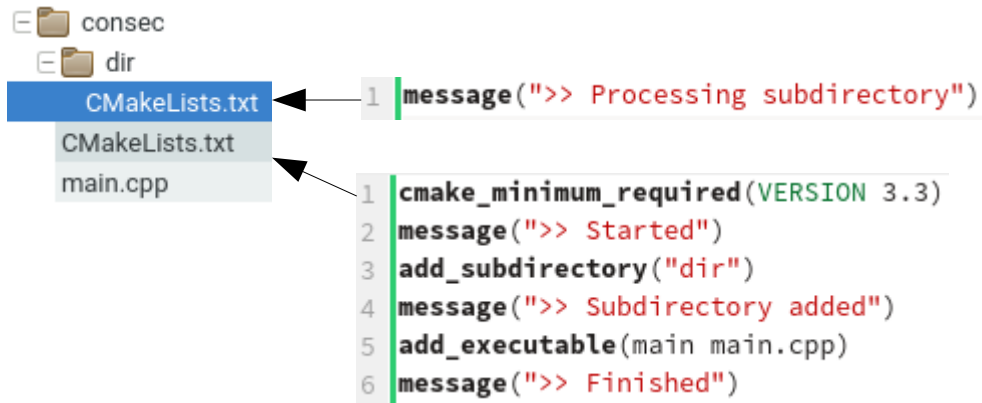 consec
dir
CMakeLists.txt
CMakeLists.txt
main.cpp
1 message(">> Processing subdirectory")
1 cmake_minimum_required(VERSION 3.3)
2 message(">> Started")
3 add_subdirectory("dir")
4 message(">> Subdirectory added")
5 add_executable(main main.cpp)
6 message(">> Finished")